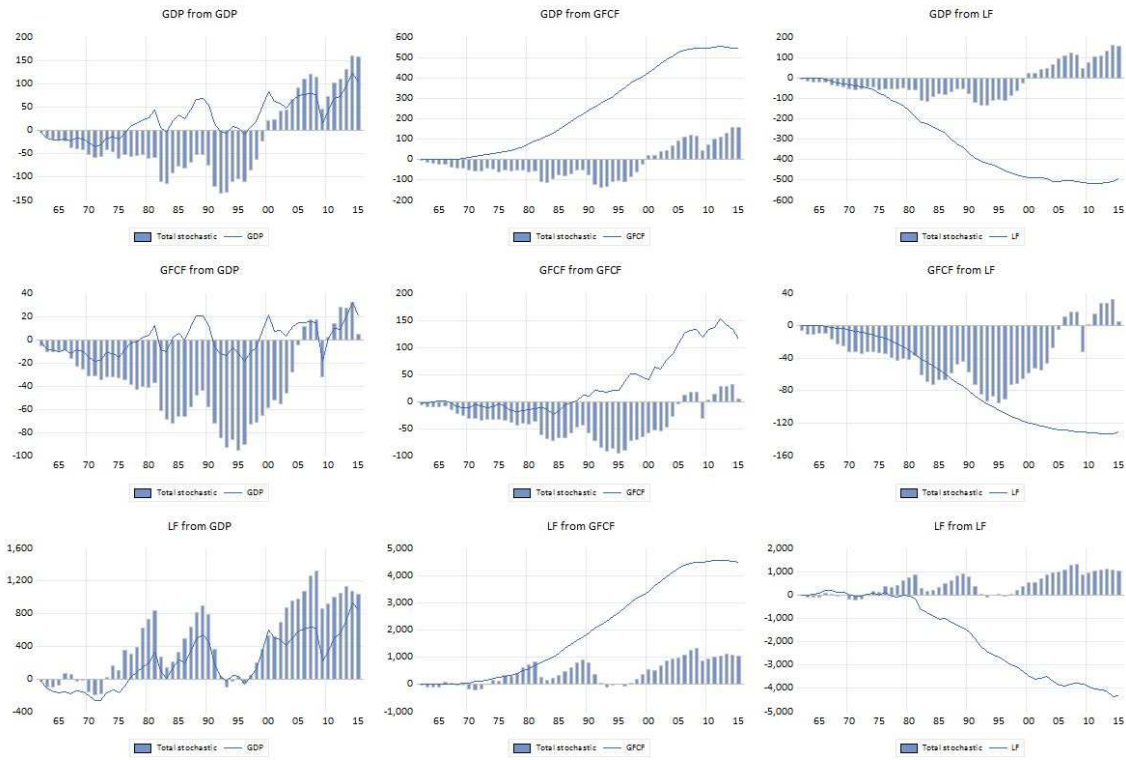 GDP from GDP
200
150
100
50
0
-50
-100
-150
65 70 75 80 85 90 95 00 05 10 15
Total stochastic GDP
GDP from GFCF
600
500
400
300
200
100
0
-100
-200
65 70 75 80 85 90 95 00 05 10 15
Total stochastic GFCF
GDP from LF
200
100
0
-100
-200
-300
-400
-500
-600
65 70 75 80 85 90 95 00 05 10 15
Total stochastic LF
GFCF from GDP
40
20
0
-20
-40
-60
-80
-100
65 70 75 80 85 90 95 00 05 10 15
Total stochastic GDP
GFCF from GFCF
200
150
100
50
0
-50
-100
65 70 75 80 85 90 95 00 05 10 15
Total stochastic GFCF
GFCF from LF
40
0
-40
-80
-120
-160
65 70 75 80 85 90 95 00 05 10 15
Total stochastic LF
LF from GDP
1,600
1,200
800
400
0
-400
65 70 75 80 85 90 95 00 05 10 15
Total stochastic GDP
LF from GFCF
5,000
4,000
3,000
2,000
1,000
0
-1,000
65 70 75 80 85 90 95 00 05 10 15
Total stochastic GFCF
LF from LF
2,000
1,000
0
-1,000
-2,000
-3,000
-4,000
-5,000
65 70 75 80 85 90 95 00 05 10 15
Total stochastic LF